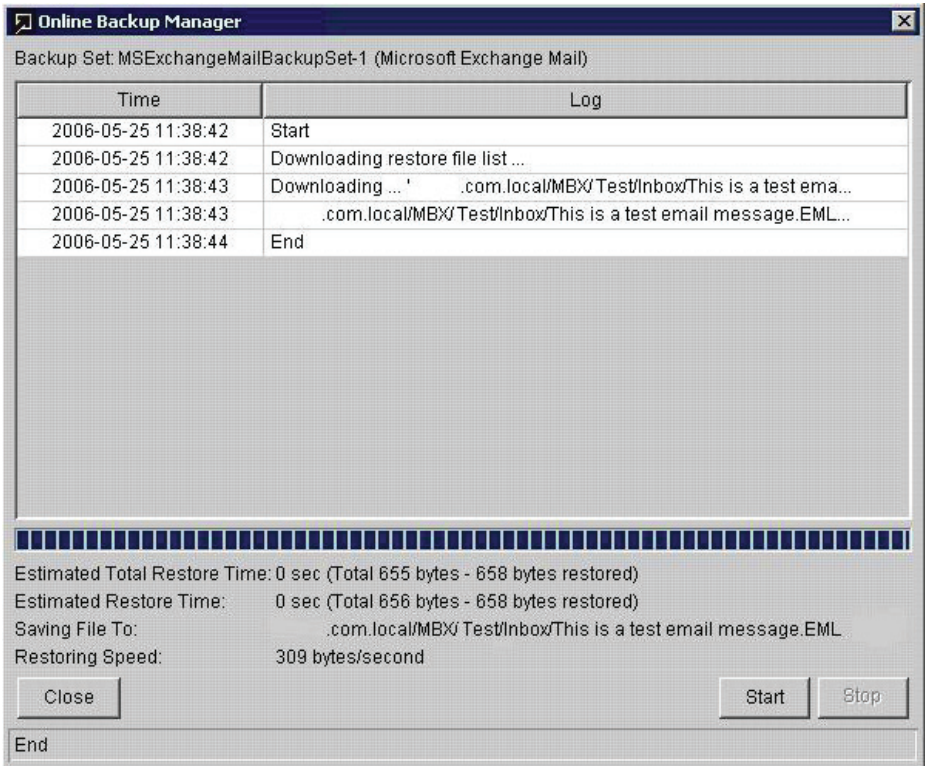 Online Backup Manager
Backup Set: MSExchangeMailBackupSet-1 (Microsoft Exchange Mail)
Time Log
2006-05-25 11:38:42 Start
2006-05-25 11:38:42 Downloading restore file list ...
2006-05-25 11:38:43 Downloading ... ' .com.local/MBX/ Test/Inbox/This is a test ema...
2006-05-25 11:38:43 .com.local/MBX/ Test/Inbox/This is a test email message.EML...
2006-05-25 11:38:44 End
Estimated Total Restore Time: 0 sec (Total 655 bytes - 658 bytes restored)
Estimated Restore Time: 0 sec (Total 656 bytes - 658 bytes restored)
Saving File To: .com.local/MBX/ Test/Inbox/This is a test email message.EML
Restoring Speed: 309 bytes/second
Close Start Stop
End